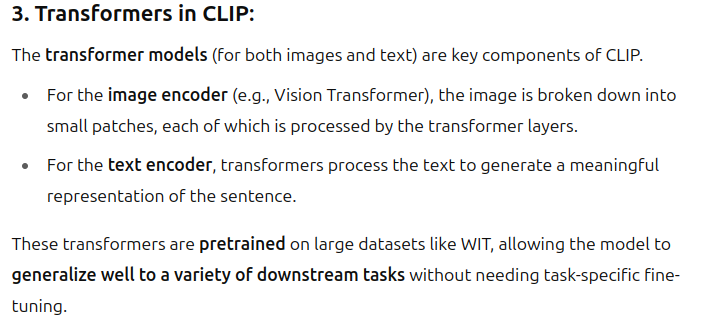 3. Transformers in CLIP:
The transformer models (for both images and text) are key components of CLIP.
• For the image encoder (e.g., Vision Transformer), the image is broken down into
small patches, each of which is processed by the transformer layers.
• For the text encoder, transformers process the text to generate a meaningful
representation of the sentence.
These transformers are pretrained on large datasets like WIT, allowing the model to
generalize well to a variety of downstream tasks without needing task-specific fine-
tuning.